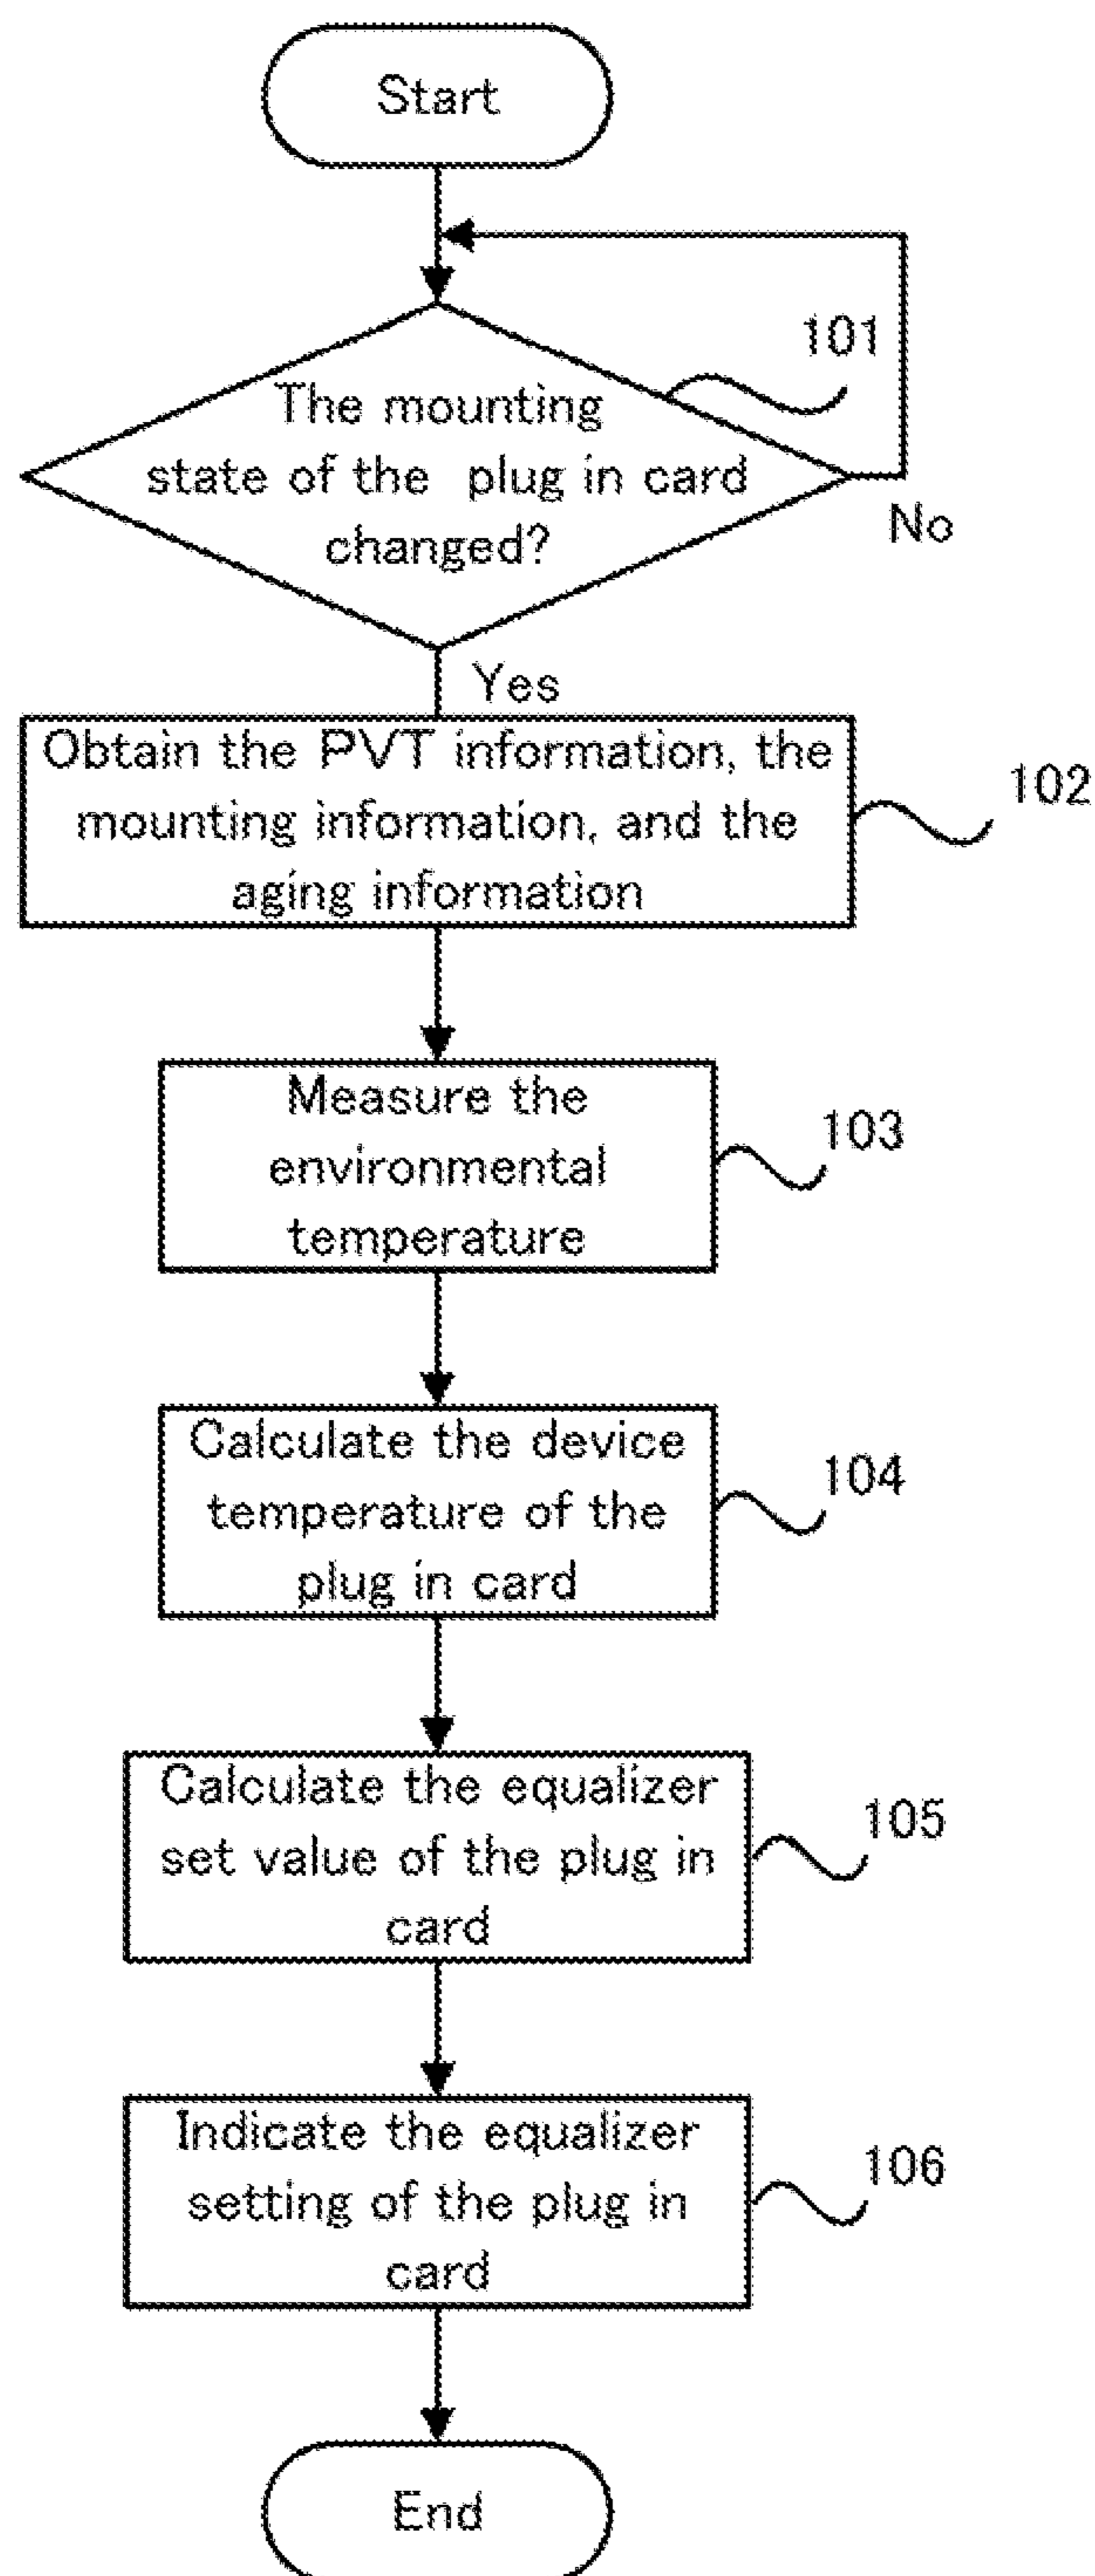 Start
101
The mounting
state of the plug in card
changed?
No
Yes
Obtain the PVT information, the
mounting information, and the
aging information
102
Measure the
environmental
temperature
103
Calculate the device
temperature of the
plug in card
104
Calculate the equalizer
set value of the plug in
card
105
Indicate the equalizer
setting of the plug in
card
106
End